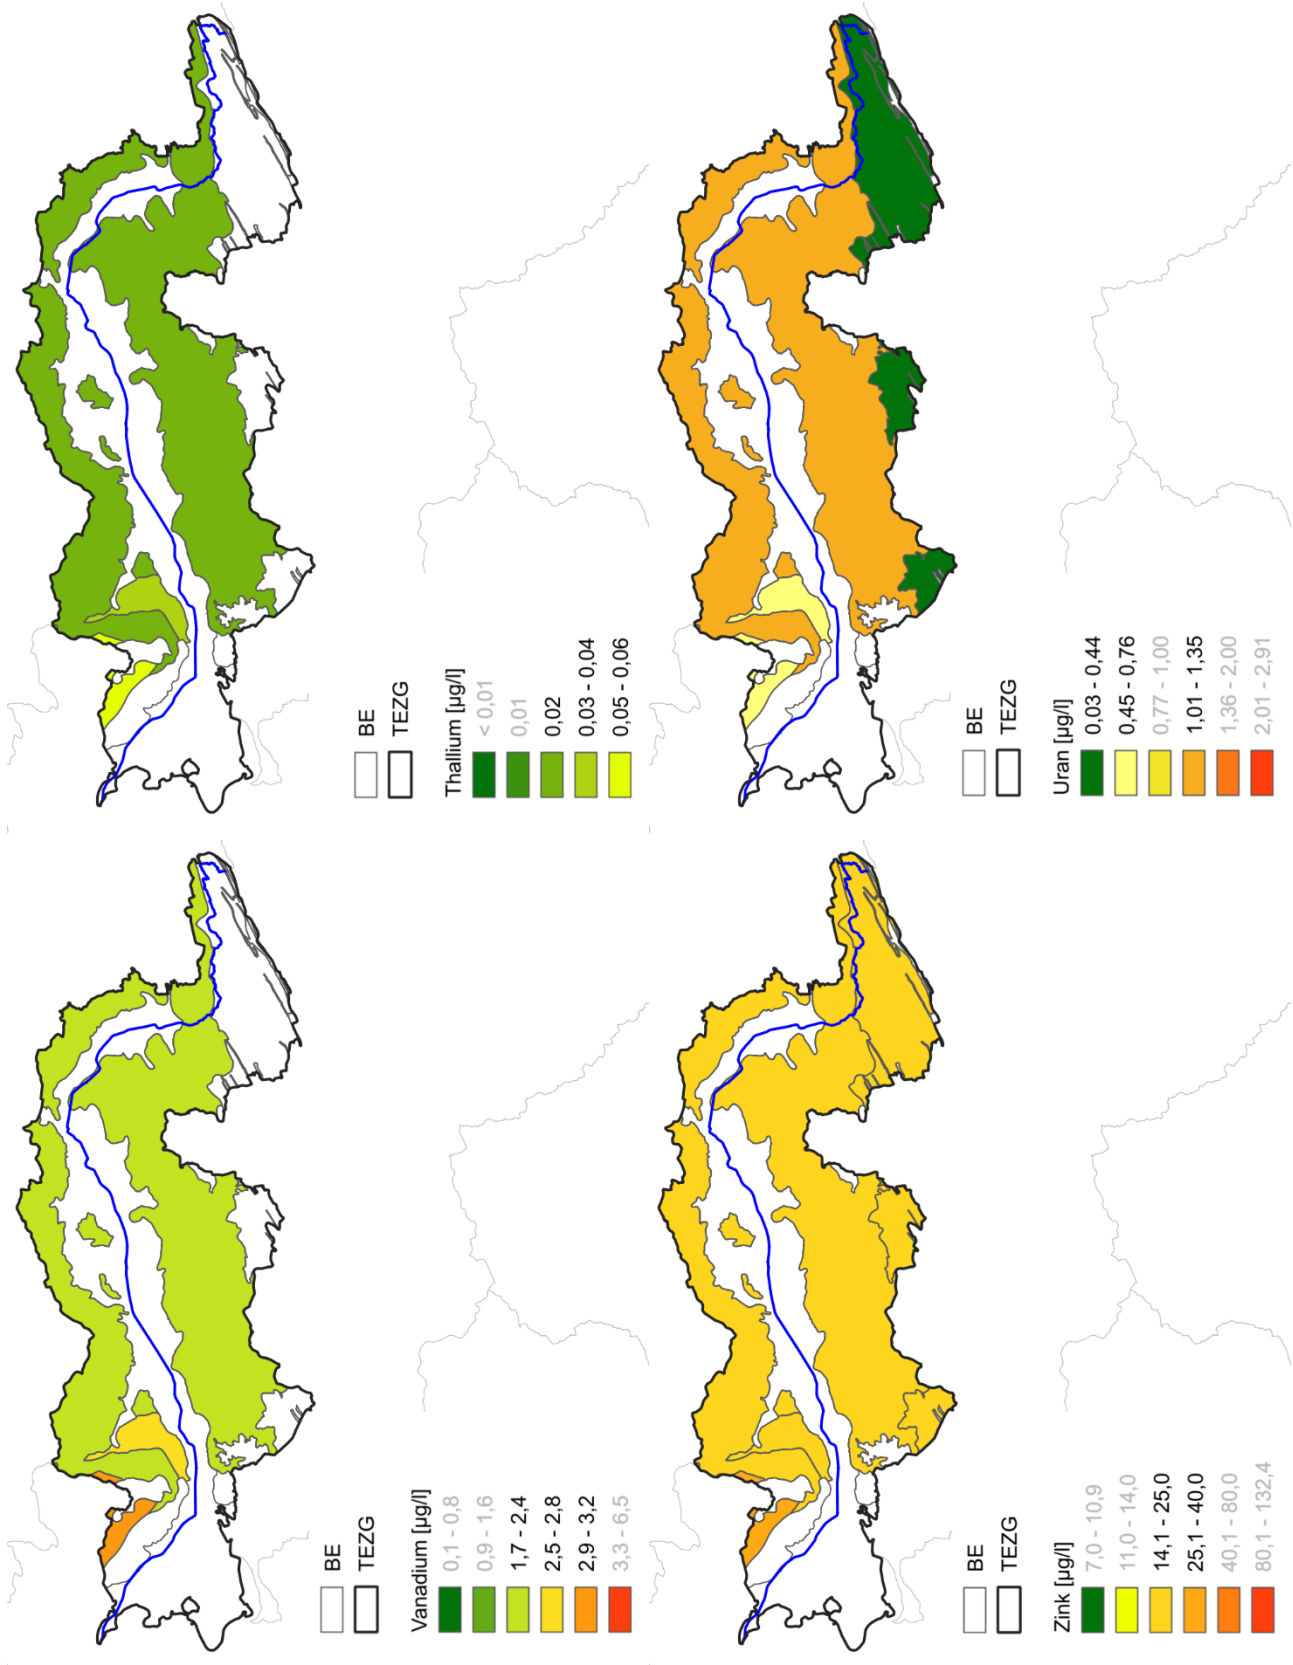 BE
TEZG
Vanadium [µg/l]
0,1 - 0,8
0,9 - 1,6
1,7 - 2,4
2,5 - 2,8
2,9 - 3,2
3,3 - 6,5
BE
TEZG
Thallium [µg/l]
< 0,01
0,01
0,02
0,03 - 0,04
0,05 - 0,06
BE
TEZG
Zink [µg/l]
7,0 - 10,9
11,0 - 14,0
14,1 - 25,0
25,1 - 40,0
40,1 - 80,0
80,1 - 132,4
BE
TEZG
Uran [µg/l]
0,03 - 0,44
0,45 - 0,76
0,77 - 1,00
1,01 - 1,35
1,36 - 2,00
2,01 - 2,91